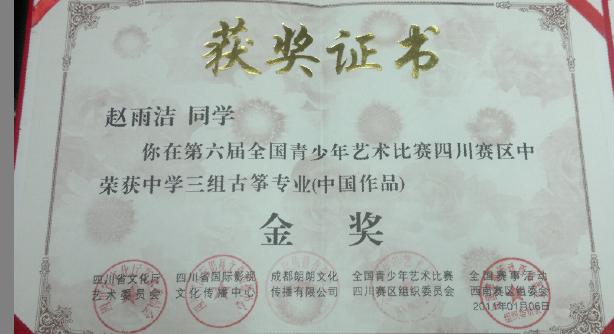 获奖证书
赵雨洁 同学
你在第六届全国青少年艺术比赛四川赛区中
荣获中学三组古筝专业(中国作品)
金奖
四川省文化厅 四川省国际影视 成都朗朗文化 全国青少年艺术比赛 全国赛事活动
艺术委员会 文化传播中心 传播有限公司 四川赛区组织委员会 西南赛区组委会
2011年01月06日